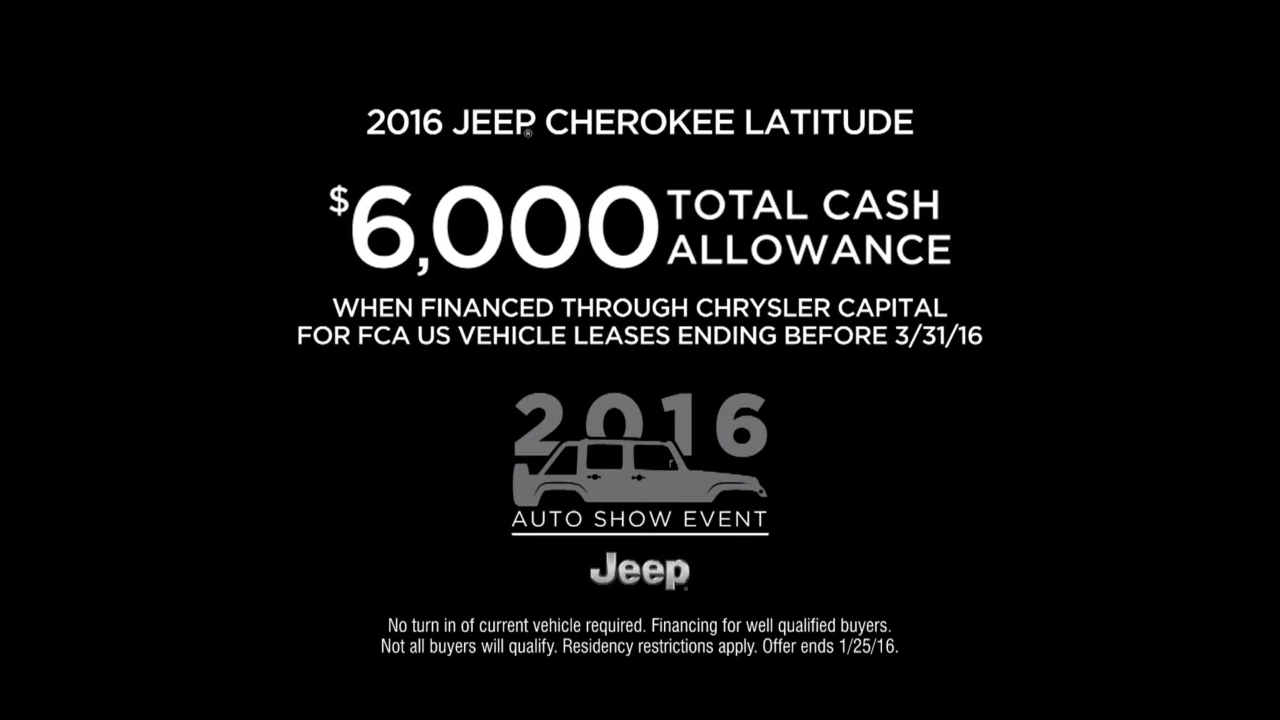 2016 JEEP® CHEROKEE LATITUDE
$6,000 TOTAL CASH
ALLOWANCE
WHEN FINANCED THROUGH CHRYSLER CAPITAL
FOR FCA US VEHICLE LEASES ENDING BEFORE 3/31/16
2016
AUTO SHOW EVENT
Jeep
No turn in of current vehicle required. Financing for well qualified buyers.
Not all buyers will qualify. Residency restrictions apply. Offer ends 1/25/16.